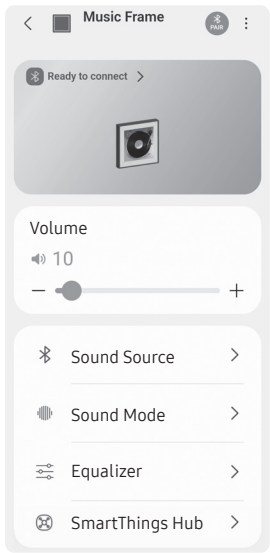 Music Frame
PAIR
Ready to connect
Volume
10
Sound Source
Sound Mode
Equalizer
SmartThings Hub